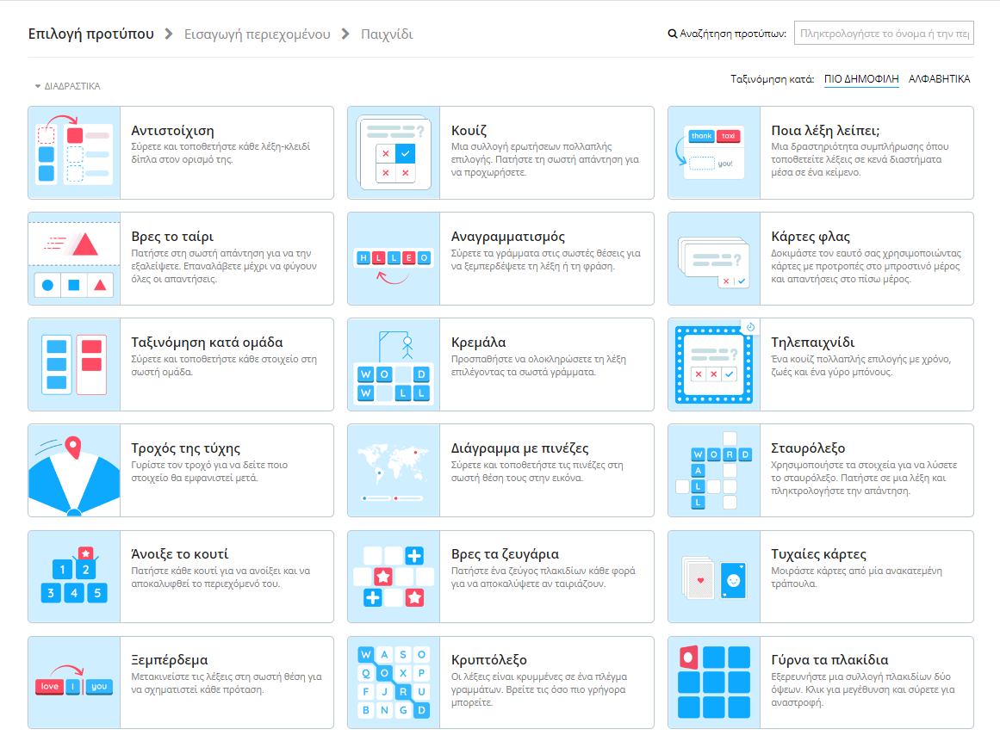 Επιλογή προτύπου
Εισαγωγή περιεχομένου
Παιχνίδι
Αναζήτηση προτύπων:
Πληκτρολογήστε το όνομα ή την περ
ΔΙΑΔΡΑΣΤΙΚΑ
Ταξινόμηση κατά: ΠΙΟ ΔΗΜΟΦΙΛΗ ΑΛΦΑΒΗΤΙΚΑ
Αντιστοίχιση
Σύρετε και τοποθετήστε κάθε λέξη-κλειδί
δίπλα στον ορισμό της.
?
Κουίζ
Μια συλλογή ερωτήσεων πολλαπλής
επιλογής. Πατήστε τη σωστή απάντηση για
να προχωρήσετε.
thank taxi
you!
Ποια λέξη λείπει;
Μια δραστηριότητα συμπλήρωσης όπου
τοποθετείτε λέξεις σε κενά διαστήματα
μέσα σε ένα κείμενο.
Βρες το ταίρι
Πατήστε στη σωστή απάντηση για να την
εξαλείψετε. Επαναλάβετε μέχρι να φύγουν
όλες οι απαντήσεις.
H L L E O
Αναγραμματισμός
Σύρετε τα γράμματα στις σωστές θέσεις για
να ξεμπερδέψετε τη λέξη ή τη φράση.
?
Κάρτες φλας
Δοκιμάστε τον εαυτό σας χρησιμοποιώντας
κάρτες με προτροπές στο μπροστινό μέρος
και απαντήσεις στο πίσω μέρος.
Ταξινόμηση κατά ομάδα
Σύρετε και τοποθετήστε κάθε στοιχείο στη
σωστή ομάδα.
W O D
W L L
Κρεμάλα
Προσπαθήστε να ολοκληρώσετε τη λέξη
επιλέγοντας τα σωστά γράμματα.
?
Τηλεπαιχνίδι
Ένα κουίζ πολλαπλής επιλογής με χρόνο,
ζωές και ένα γύρο μπόνους.
Τροχός της τύχης
Γυρίστε τον τροχό για να δείτε ποιο
στοιχείο θα εμφανιστεί μετά.
Διάγραμμα με πινέζες
Σύρετε και τοποθετήστε τις πινέζες στη
σωστή θέση τους στην εικόνα.
W O R D
A
L
L
Σταυρόλεξο
Χρησιμοποιήστε τα στοιχεία για να λύσετε
το σταυρόλεξο. Πατήστε σε μια λέξη και
πληκτρολογήστε την απάντηση.
1 2
3 4 5
Άνοιξε το κουτί
Πατήστε κάθε κουτί για να ανοίξει και να
αποκαλυφθεί το περιεχόμενό του.
Βρες τα ζευγάρια
Πατήστε ένα ζεύγος πλακιδίων κάθε φορά
για να αποκαλύψετε αν ταιριάζουν.
Τυχαίες κάρτες
Μοιράστε κάρτες από μία ανακατεμένη
τράπουλα.
love I you
Ξεμπέρδεμα
Μετακινείστε τις λέξεις στη σωστή θέση για
να σχηματιστεί κάθε πρόταση.
W A S O
Q O X P
F J R U
B N G D
Κρυπτόλεξο
Οι λέξεις είναι κρυμμένες σε ένα πλέγμα
γραμμάτων. Βρείτε τις όσο πιο γρήγορα
μπορείτε.
Γύρνα τα πλακίδια
Εξερευνήστε μια συλλογή πλακιδίων δύο
όψεων. Κλικ για μεγέθυνση και σύρετε για
αναστροφή.